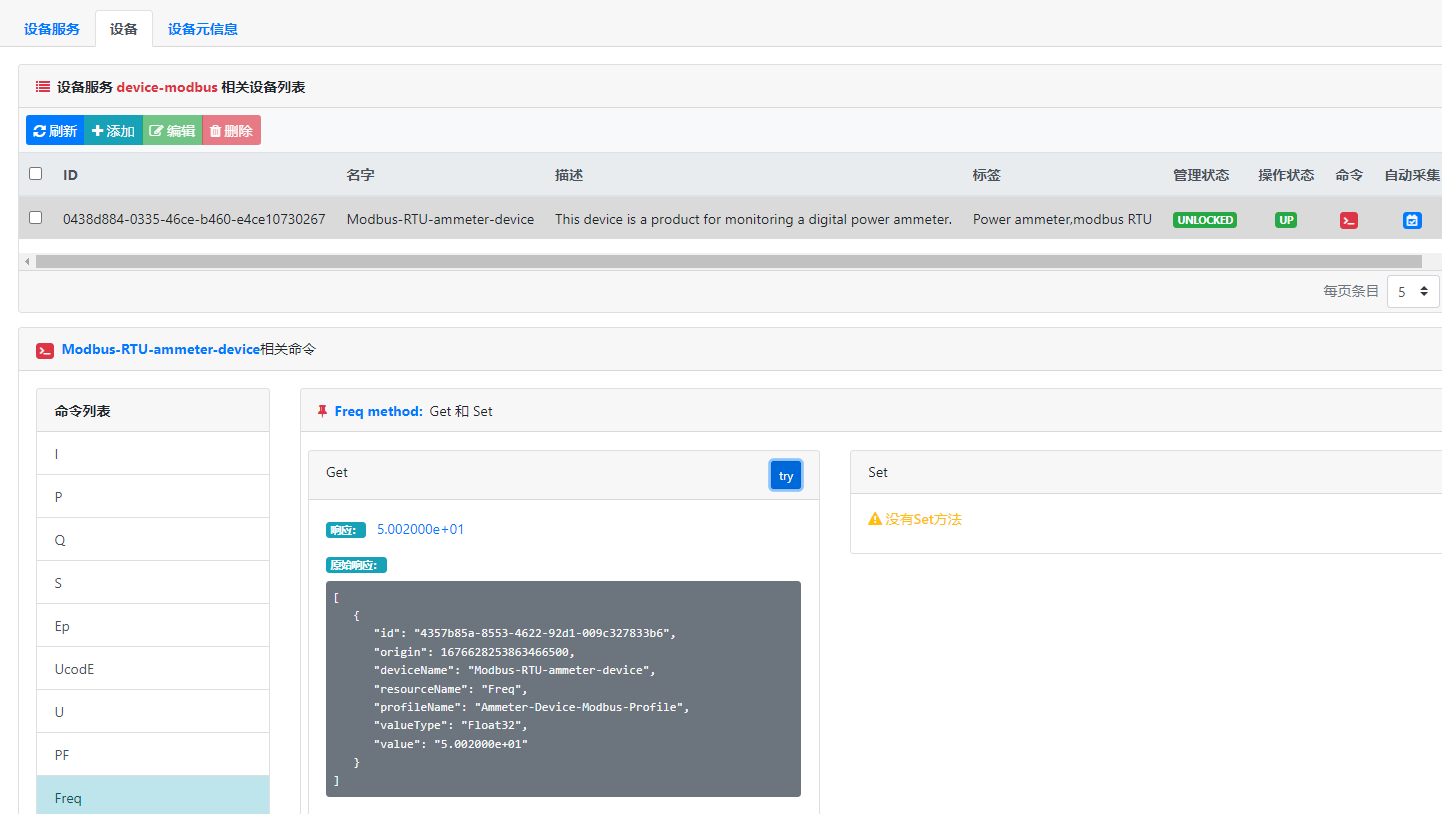 设备服务 设备 设备元信息
设备服务 device-modbus 相关设备列表
刷新 添加 编辑 删除
ID 名字 描述 标签 管理状态 操作状态 命令 自动采集
0438d884-0335-46ce-b460-e4ce10730267 Modbus-RTU-ammeter-device This device is a product for monitoring a digital power ammeter. Power ammeter,modbus RTU UNLOCKED UP
每页条目 5
Modbus-RTU-ammeter-device相关命令
命令列表
I
P
Q
S
Ep
UcodE
U
PF
Freq
Freq method: Get 和 Set
Get try
响应: 5.002000e+01
原始响应:
[
{
"id": "4357b85a-8553-4622-92d1-009c327833b6",
"origin": 1676628253863466500,
"deviceName": "Modbus-RTU-ammeter-device",
"resourceName": "Freq",
"profileName": "Ammeter-Device-Modbus-Profile",
"valueType": "Float32",
"value": "5.002000e+01"
}
]
Set
没有Set方法